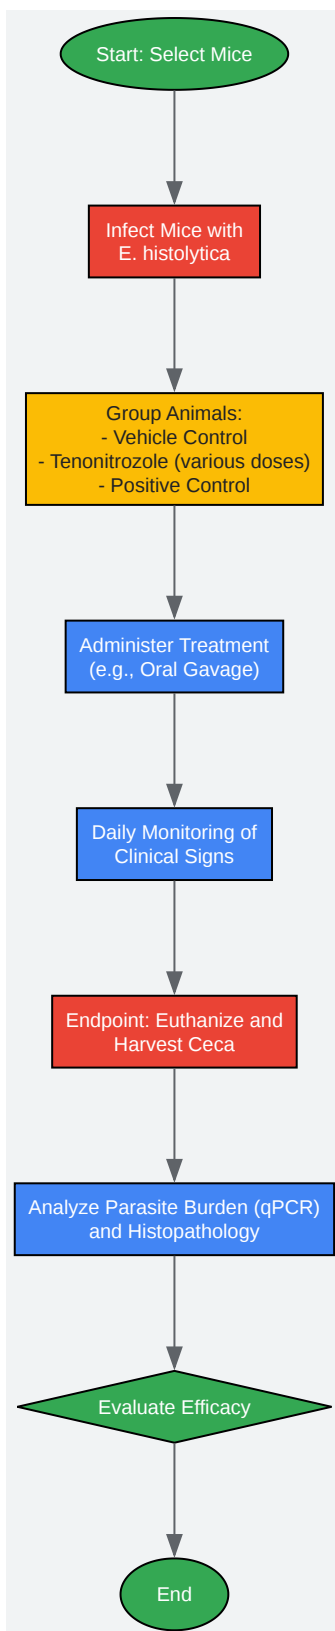 Start: Select Mice
Infect Mice with
E. histolytica
Group Animals:
- Vehicle Control
- Tenonitrozole (various doses)
- Positive Control
Administer Treatment
(e.g., Oral Gavage)
Daily Monitoring of
Clinical Signs
Endpoint: Euthanize and
Harvest Ceca
Analyze Parasite Burden (qPCR)
and Histopathology
Evaluate Efficacy
End